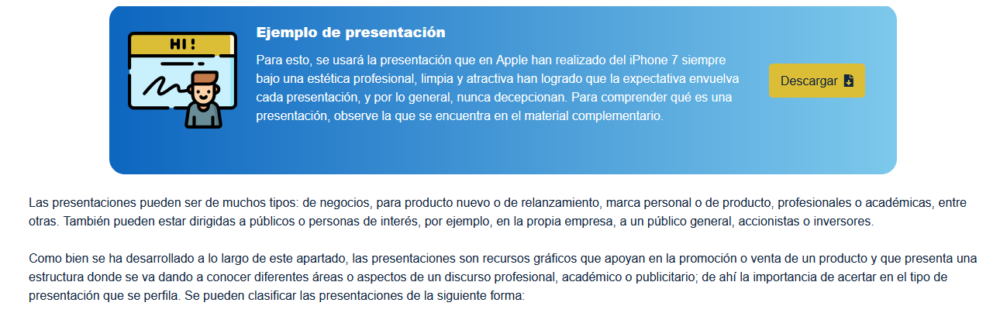 HI!
Ejemplo de presentación
Para esto, se usará la presentación que en Apple han realizado del iPhone 7 siempre
bajo una estética profesional, limpia y atractiva han logrado que la expectativa envuelva
cada presentación, y por lo general, nunca decepcionan. Para comprender qué es una
presentación, observe la que se encuentra en el material complementario.
Descargar
Las presentaciones pueden ser de muchos tipos: de negocios, para producto nuevo o de relanzamiento, marca personal o de producto, profesionales o académicas, entre
otras. También pueden estar dirigidas a públicos o personas de interés, por ejemplo, en la propia empresa, a un público general, accionistas o inversores.
Como bien se ha desarrollado a lo largo de este apartado, las presentaciones son recursos gráficos que apoyan en la promoción o venta de un producto y que presenta una
estructura donde se va dando a conocer diferentes áreas o aspectos de un discurso profesional, académico o publicitario; de ahí la importancia de acertar en el tipo de
presentación que se perfila. Se pueden clasificar las presentaciones de la siguiente forma: